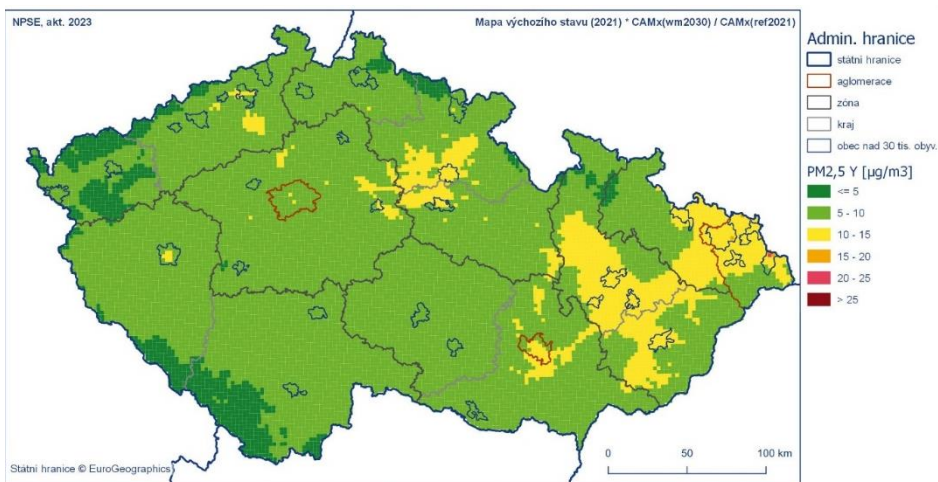 NPSE, akt. 2023
Mapa výchozího stavu (2021) * CAMx(wm2030) / CAMx(ref2021)
Admin. hranice
státní hranice
aglomerace
zóna
kraj
obec nad 30 tis. obyv.
PM2,5 Y [µg/m3]
<= 5
5 - 10
10 - 15
15 - 20
20 - 25
> 25
Státní hranice © EuroGeographics
0 50 100 km